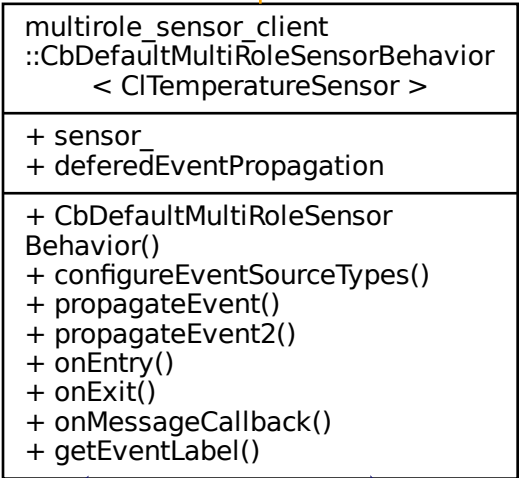 multirole_sensor_client
::CbDefaultMultiRoleSensorBehavior
< ClTemperatureSensor >
+ sensor_
+ deferedEventPropagation
+ CbDefaultMultiRoleSensor
Behavior()
+ configureEventSourceTypes()
+ propagateEvent()
+ propagateEvent2()
+ onEntry()
+ onExit()
+ onMessageCallback()
+ getEventLabel()